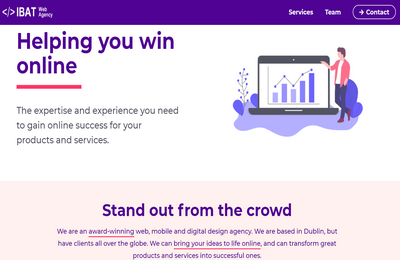 </> IBAT Web
Agency
Services Team → Contact
Helping you win
online
The expertise and experience you need
to gain online success for your
products and services.
Stand out from the crowd
We are an award-winning web, mobile and digital design agency. We are based in Dublin, but
have clients all over the globe. We can bring your ideas to life online, and can transform great
products and services into successful ones.